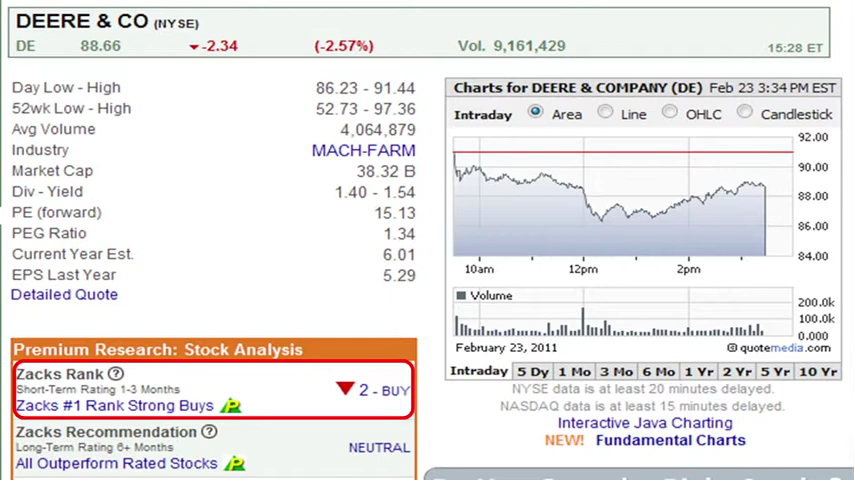 DEERE & CO (NYSE)
DE 88.66 -2.34 (-2.57%) Vol. 9,161,429 15:28 ET
Day Low - High 86.23 - 91.44
52wk Low - High 52.73 - 97.36
Avg Volume 4,064,879
Industry MACH-FARM
Market Cap 38.32 B
Div - Yield 1.40 - 1.54
PE (forward) 15.13
PEG Ratio 1.34
Current Year Est. 6.01
EPS Last Year 5.29
Detailed Quote
Premium Research: Stock Analysis
Zacks Rank ?
Short-Term Rating 1-3 Months
2 - BUY
Zacks #1 Rank Strong Buys P
Zacks Recommendation ?
Long-Term Rating 6+ Months
NEUTRAL
All Outperform Rated Stocks P
Charts for DEERE & COMPANY (DE) Feb 23 3:34 PM EST
Intraday Area Line OHLC Candlestick
92.00
90.00
88.00
86.00
84.00
10am 12pm 2pm
Volume
200.0k
100.0k
0.000
February 23, 2011 © quotemedia.com
Intraday 5 Dy 1 Mo 3 Mo 6 Mo 1 Yr 2 Yr 5 Yr 10 Yr
NYSE data is at least 20 minutes delayed.
NASDAQ data is at least 15 minutes delayed.
Interactive Java Charting
NEW! Fundamental Charts